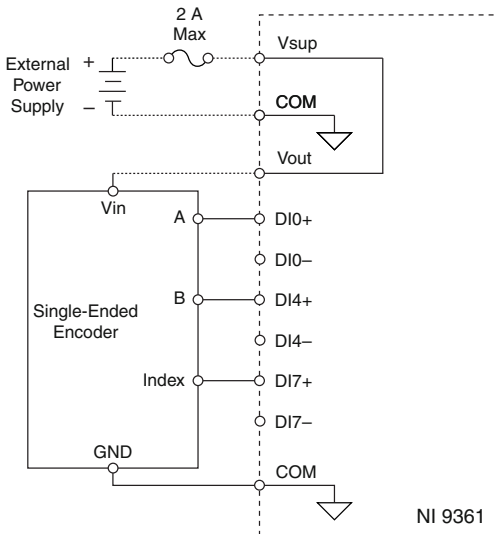 2 A
Max
Vsup
External
Power
Supply
+
–
COM
Vout
Vin
A
DI0+
DI0–
B
DI4+
Single-Ended
Encoder
DI4–
Index
DI7+
DI7–
GND
COM
NI 9361